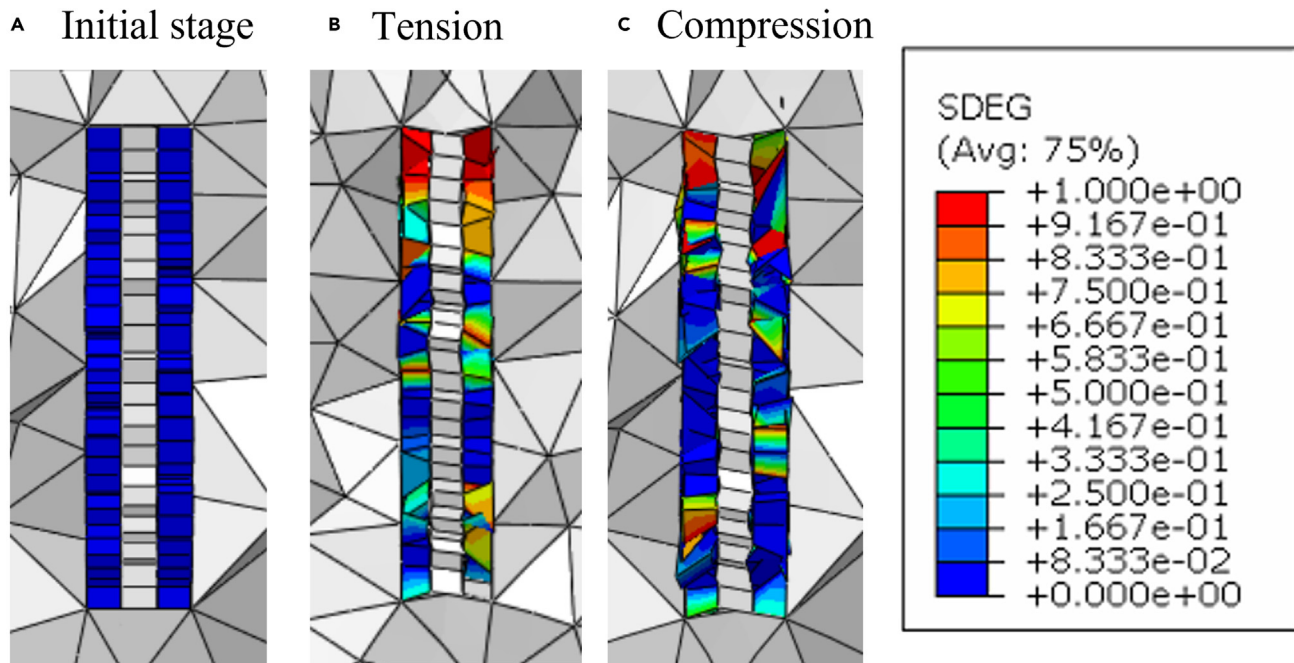 A Initial stage
B Tension
C Compression
SDEG
(Avg: 75%)
+1.000e+00
+9.167e-01
+8.333e-01
+7.500e-01
+6.667e-01
+5.833e-01
+5.000e-01
+4.167e-01
+3.333e-01
+2.500e-01
+1.667e-01
+8.333e-02
+0.000e+00